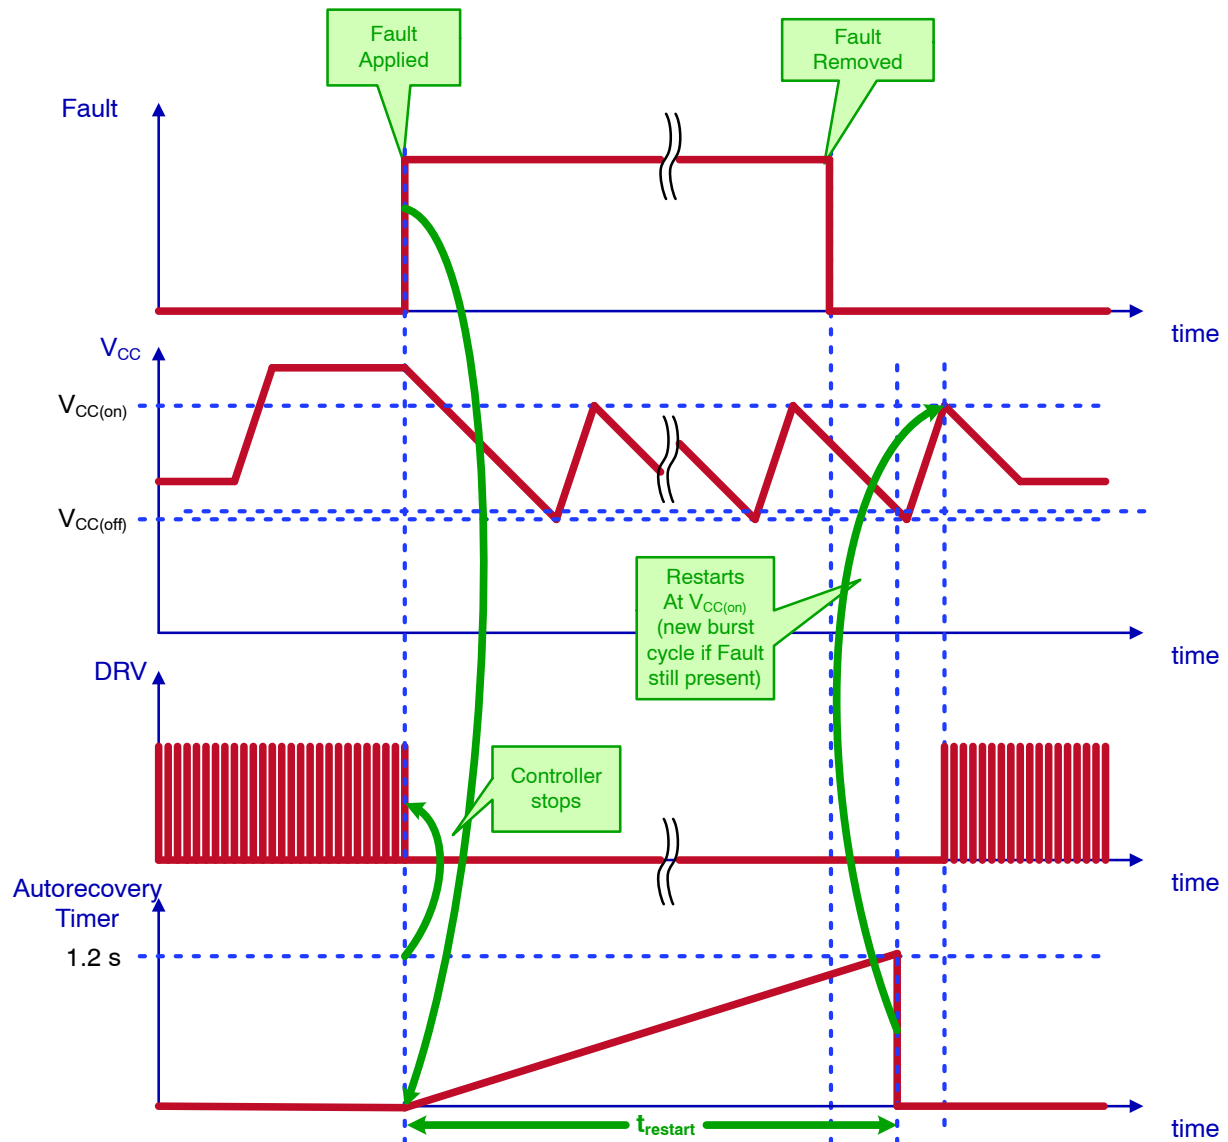 Fault
Applied
Fault
Removed
Fault
time
VCC
VCC(on)
VCC(off)
Restarts
At VCC(on)
(new burst
cycle if Fault
still present)
time
DRV
Controller
stops
time
Autorecovery
Timer
1.2 s
trestart
time